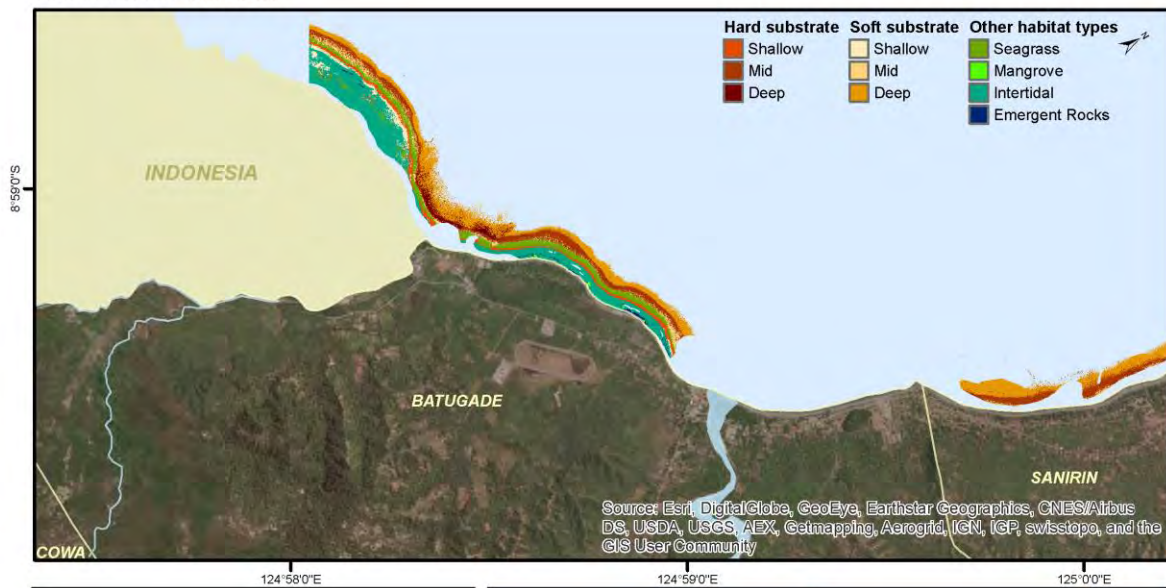 Hard substrate
Shallow
Mid
Deep
Soft substrate
Shallow
Mid
Deep
Other habitat types
Seagrass
Mangrove
Intertidal
Emergent Rocks
N
INDONESIA
8°59'0"S
BATUGADE
SANIRIN
COWA
Source: Esri, DigitalGlobe, GeoEye, Earthstar Geographics, CNES/Airbus
DS, USDA, USGS, AEX, Getmapping, Aerogrid, IGN, IGP, swisstopo, and the
GIS User Community
124°58'0"E
124°59'0"E
125°0'0"E